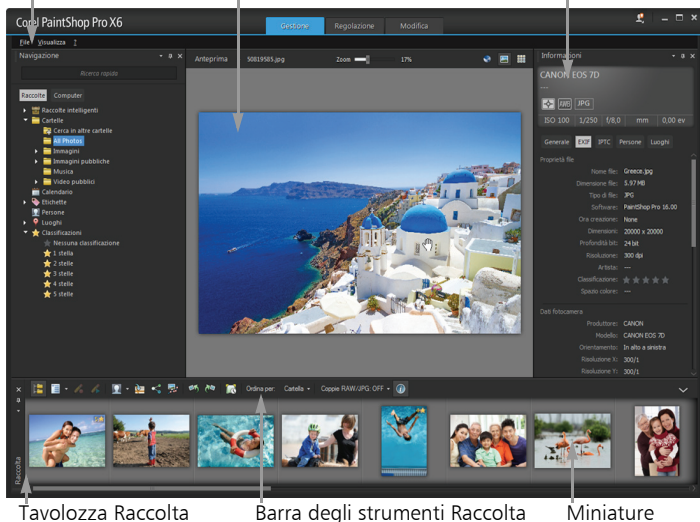 Corel PaintShop Pro X6
Gestione
Regolazione
Modifica
File Visualizza ?
Navigazione
Ricerca rapida
Raccolte
Computer
Raccolte intelligenti
Cartelle
Cerca in altre cartelle
All Photos
Immagini
Immagini pubbliche
Musica
Video pubblici
Calendario
Etichette
Persone
Luoghi
Classificazioni
Nessuna classificazione
1 stella
2 stelle
3 stelle
4 stelle
5 stelle
Anteprima 50819585.jpg Zoom 17%
Informazioni
CANON EOS 7D
---
AWB JPG
ISO 100 1/250 f/8,0 mm 0,00 ev
Generale EXIF IPTC Persone Luoghi
Proprietà file
Nome file: Greece.jpg
Dimensione file: 5.97 MB
Tipo di file: JPG
Software: PaintShop Pro 16.00
Ora creazione: None
Dimensioni: 20000 x 20000
Profondità bit: 24 bit
Risoluzione: 300 dpi
Artista: ---
Classificazione:
Spazio colore: ---
Dati fotocamera
Produttore: CANON
Modello: CANON EOS 7D
Orientamento: In alto a sinistra
Risoluzione X: 300/1
Risoluzione Y: 300/1
Ordina per: Cartella Coppie RAW/JPG: OFF
Raccolta
Tavolozza Raccolta
Barra degli strumenti Raccolta
Miniature